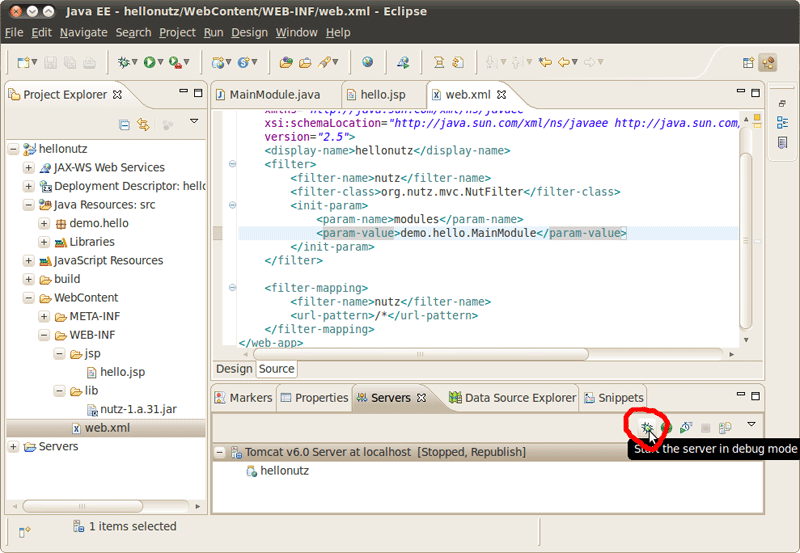 Java EE - hellonutz/WebContent/WEB-INF/web.xml - Eclipse
File Edit Navigate Search Project Run Design Window Help
Project Explorer
hellonutz
JAX-WS Web Services
Deployment Descriptor: hello
Java Resources: src
demo.hello
Libraries
JavaScript Resources
build
WebContent
META-INF
WEB-INF
jsp
hello.jsp
lib
nutz-1.a.31.jar
web.xml
Servers
MainModule.java
hello.jsp
web.xml
xmlns="http://java.sun.com/xml/ns/javaee"
xsi:schemaLocation="http://java.sun.com/xml/ns/javaee http://java.sun.com/
version="2.5">
<display-name>hellonutz</display-name>
<filter>
<filter-name>nutz</filter-name>
<filter-class>org.nutz.mvc.NutFilter</filter-class>
<init-param>
<param-name>modules</param-name>
<param-value>demo.hello.MainModule</param-value>
</init-param>
</filter>
<filter-mapping>
<filter-name>nutz</filter-name>
<url-pattern>/*</url-pattern>
</filter-mapping>
</web-app>
Design Source
Markers Properties Servers Data Source Explorer Snippets
Start the server in debug mode
Tomcat v6.0 Server at localhost [Stopped, Republish]
hellonutz
1 items selected